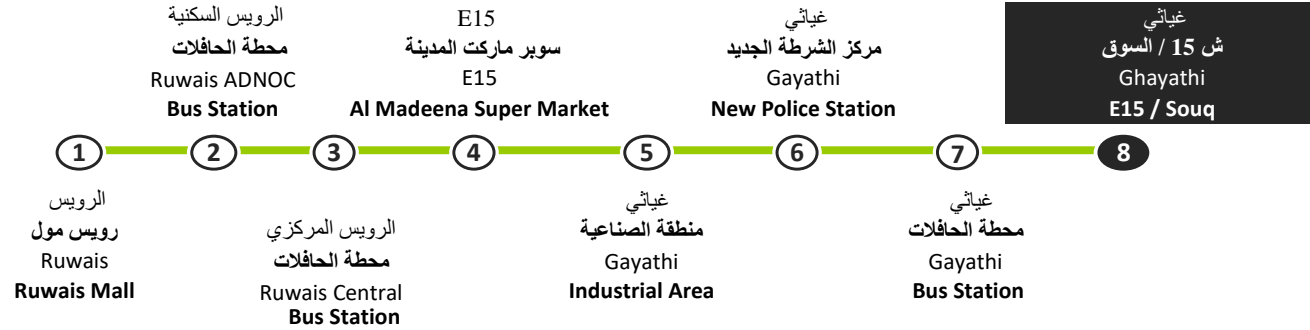 الرويس السكنية
محطة الحافلات
Ruwais ADNOC
Bus Station
E15
سوبر ماركت المدينة
E15
Al Madeena Super Market
غياثي
مركز الشرطة الجديد
Gayathi
New Police Station
غياثي
ش 15 / السوق
Ghayathi
E15 / Souq
1 2 3 4 5 6 7 8
الرويس
رويس مول
Ruwais
Ruwais Mall
الرويس المركزي
محطة الحافلات
Ruwais Central
Bus Station
غياثي
منطقة الصناعية
Gayathi
Industrial Area
غياثي
محطة الحافلات
Gayathi
Bus Station